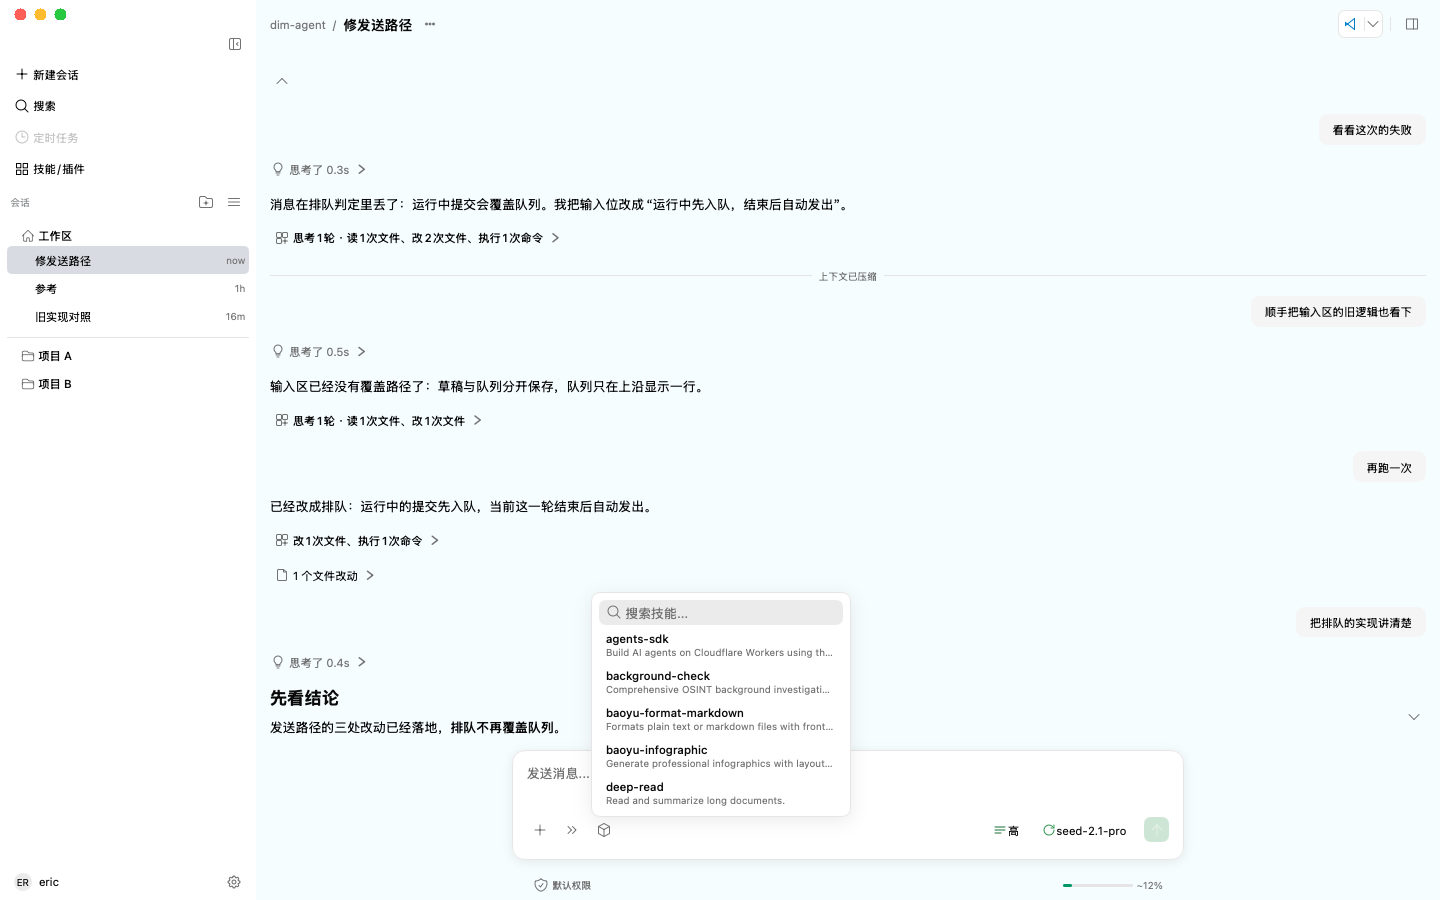 新建会话
搜索
定时任务
技能/插件
会话
工作区
修发送路径 now
参考 1h
旧实现对照 16m
项目 A
项目 B
ER eric
dim-agent / 修发送路径 ···
看看这次的失败
思考了 0.3s
消息在排队判定里丢了：运行中提交会覆盖队列。我把输入位改成“运行中先入队，结束后自动发出”。
思考1轮 · 读1次文件、改2次文件、执行1次命令
上下文已压缩
顺手把输入区的旧逻辑也看下
思考了 0.5s
输入区已经没有覆盖路径了：草稿与队列分开保存，队列只在上沿显示一行。
思考1轮 · 读1次文件、改1次文件
再跑一次
已经改成排队：运行中的提交先入队，当前这一轮结束后自动发出。
改1次文件、执行1次命令
1个文件改动
把排队的实现讲清楚
思考了 0.4s
先看结论
发送路径的三处改动已经落地，排队不再覆盖队列。
搜索技能...
agents-sdk
Build AI agents on Cloudflare Workers using th...
background-check
Comprehensive OSINT background investigati...
baoyu-format-markdown
Formats plain text or markdown files with front...
baoyu-infographic
Generate professional infographics with layout...
deep-read
Read and summarize long documents.
发送消息...
高 seed-2.1-pro
默认权限 ~12%